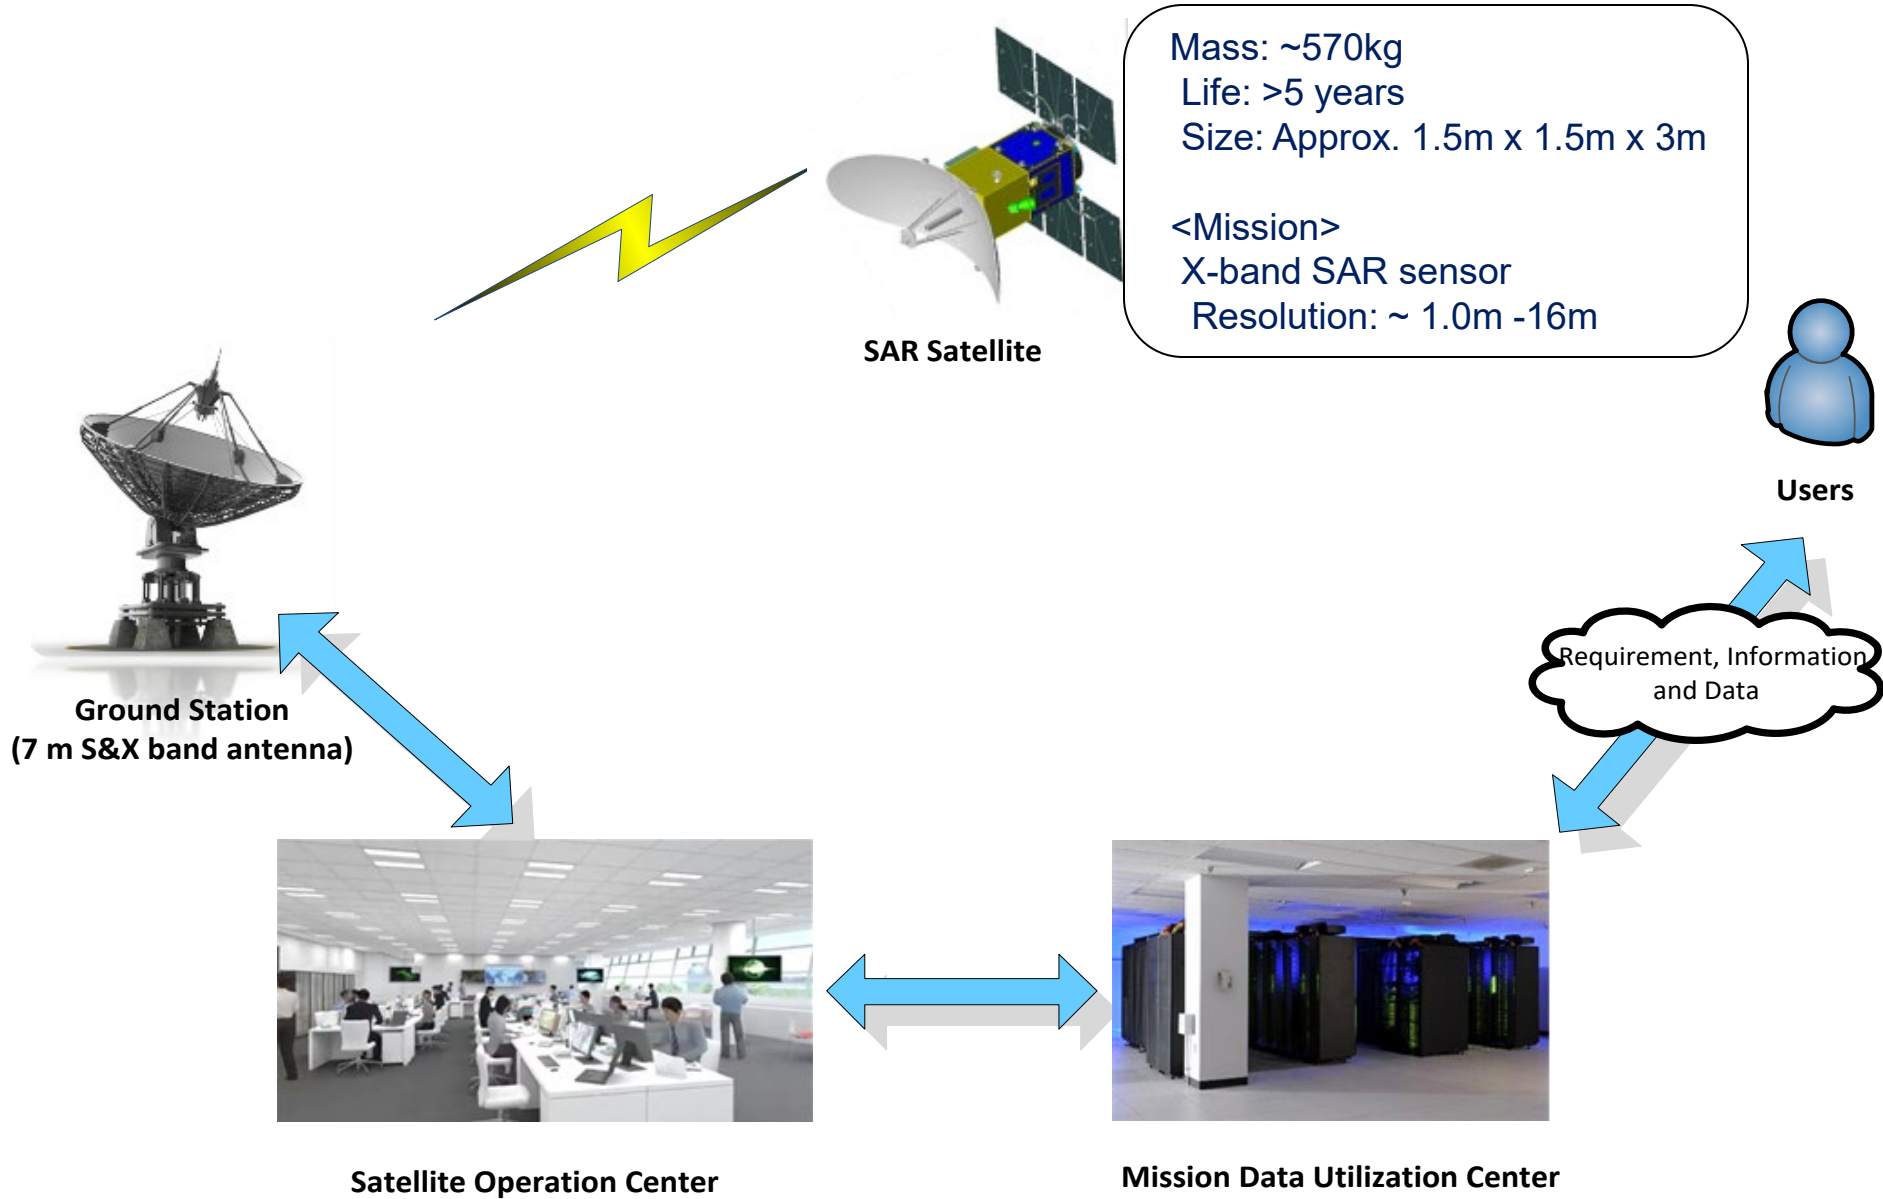 Mass: ~570kg
Life: >5 years
Size: Approx. 1.5m x 1.5m x 3m
<Mission>
X-band SAR sensor
Resolution: ~ 1.0m -16m
SAR Satellite
Users
Requirement, Information
and Data
Ground Station
(7 m S&X band antenna)
Satellite Operation Center
Mission Data Utilization Center